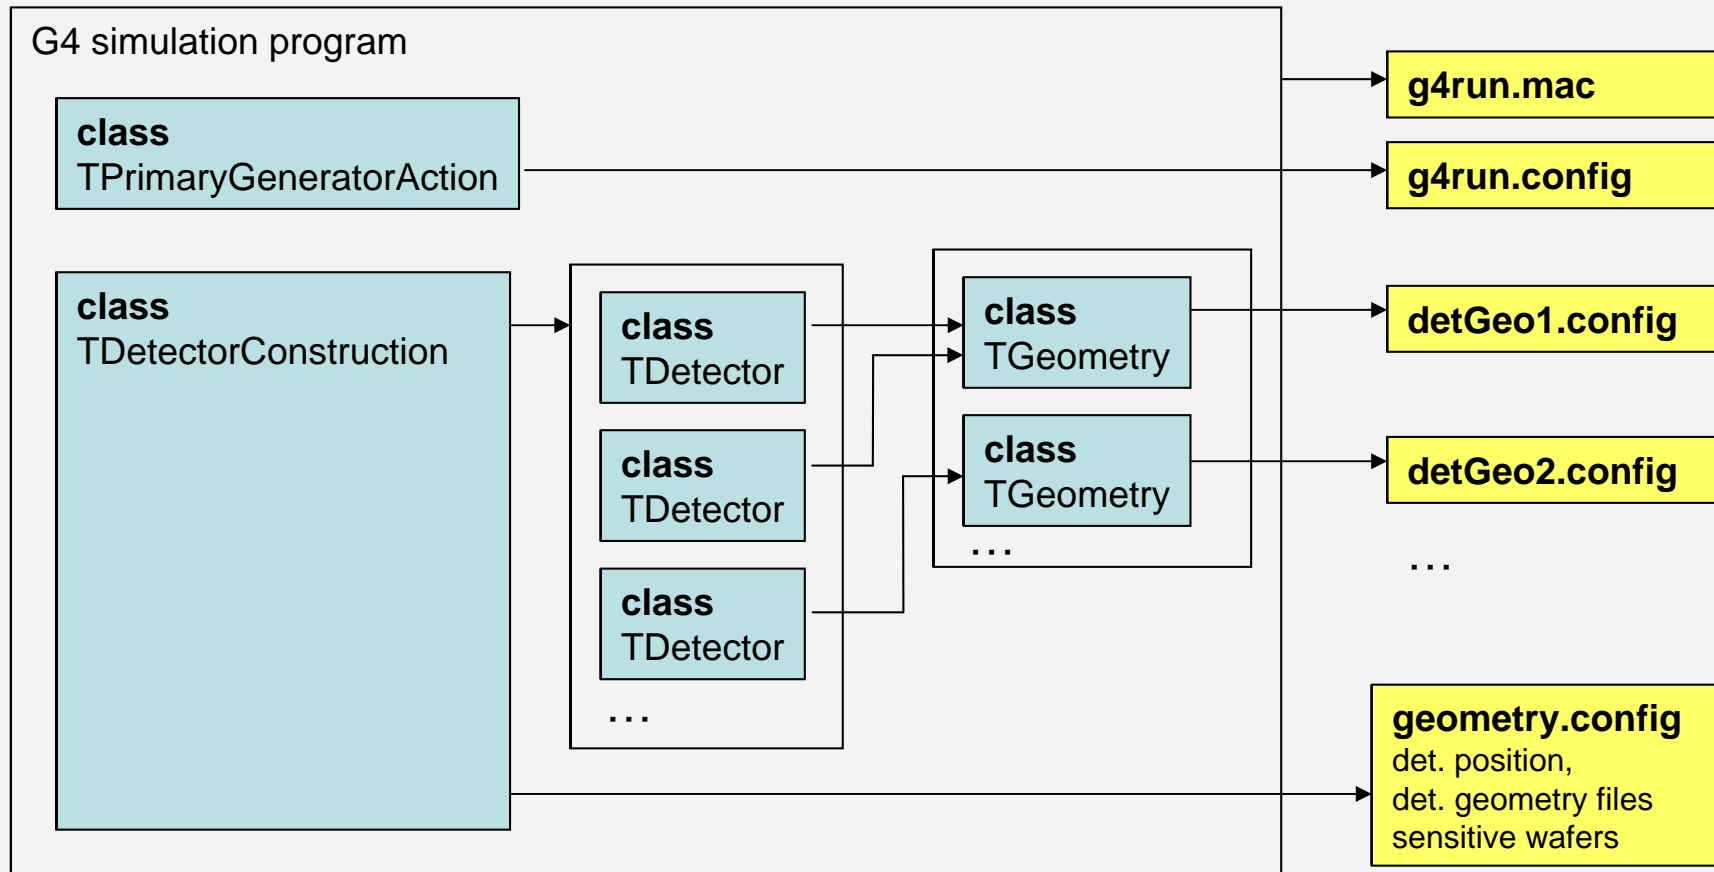 G4 simulation program
class
TPrimaryGeneratorAction
class
TDetectorConstruction
class
TDetector
class
TDetector
class
TDetector
...
class
TGeometry
class
TGeometry
...
g4run.mac
g4run.config
detGeo1.config
detGeo2.config
...
geometry.config
det. position,
det. geometry files
sensitive wafers